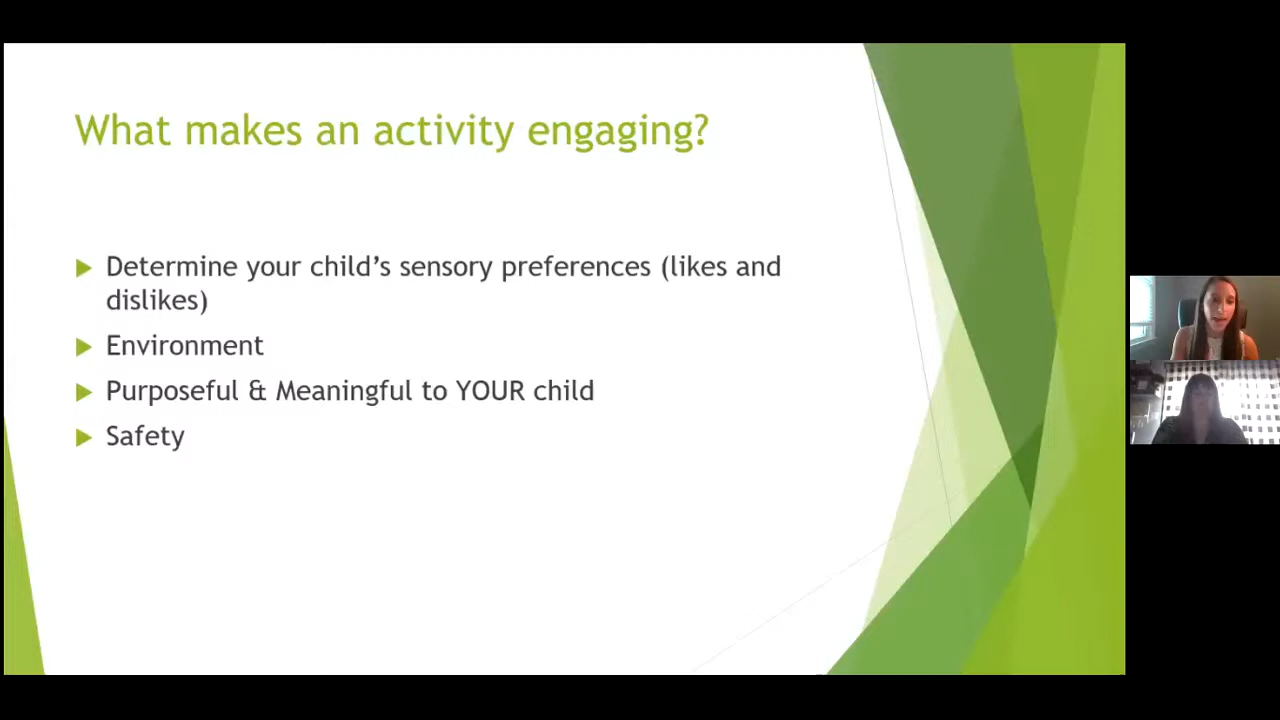 What makes an activity engaging?
Determine your child’s sensory preferences (likes and
dislikes)
Environment
Purposeful & Meaningful to YOUR child
Safety